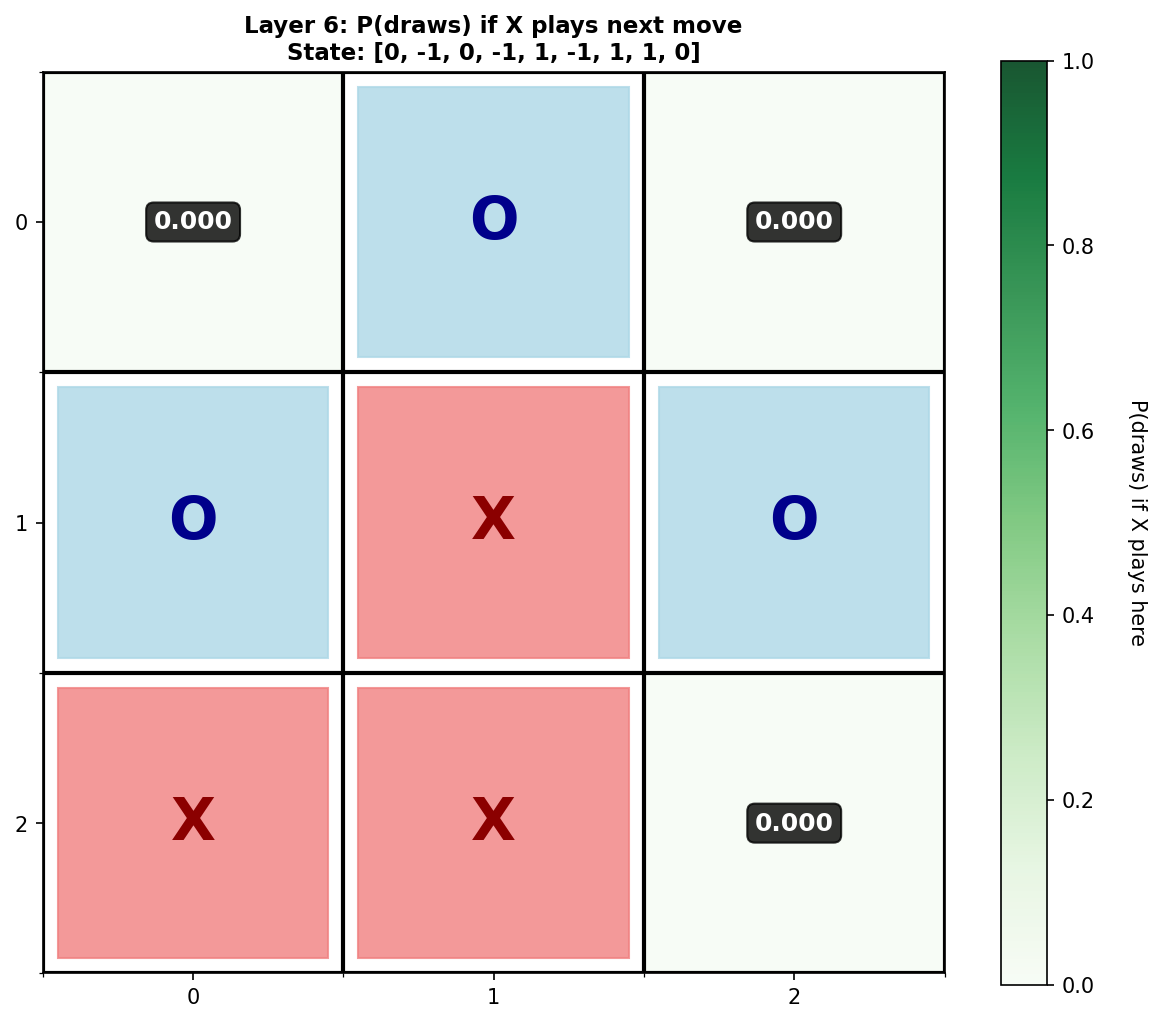 Layer 6: P(draws) if X plays next move
State: [0, -1, 0, -1, 1, -1, 1, 1, 0]
0
0.000
O
0.000
1
O
X
O
2
X
X
0.000
0
1
2
1.0
0.8
0.6
0.4
0.2
0.0
P(draws) if X plays here